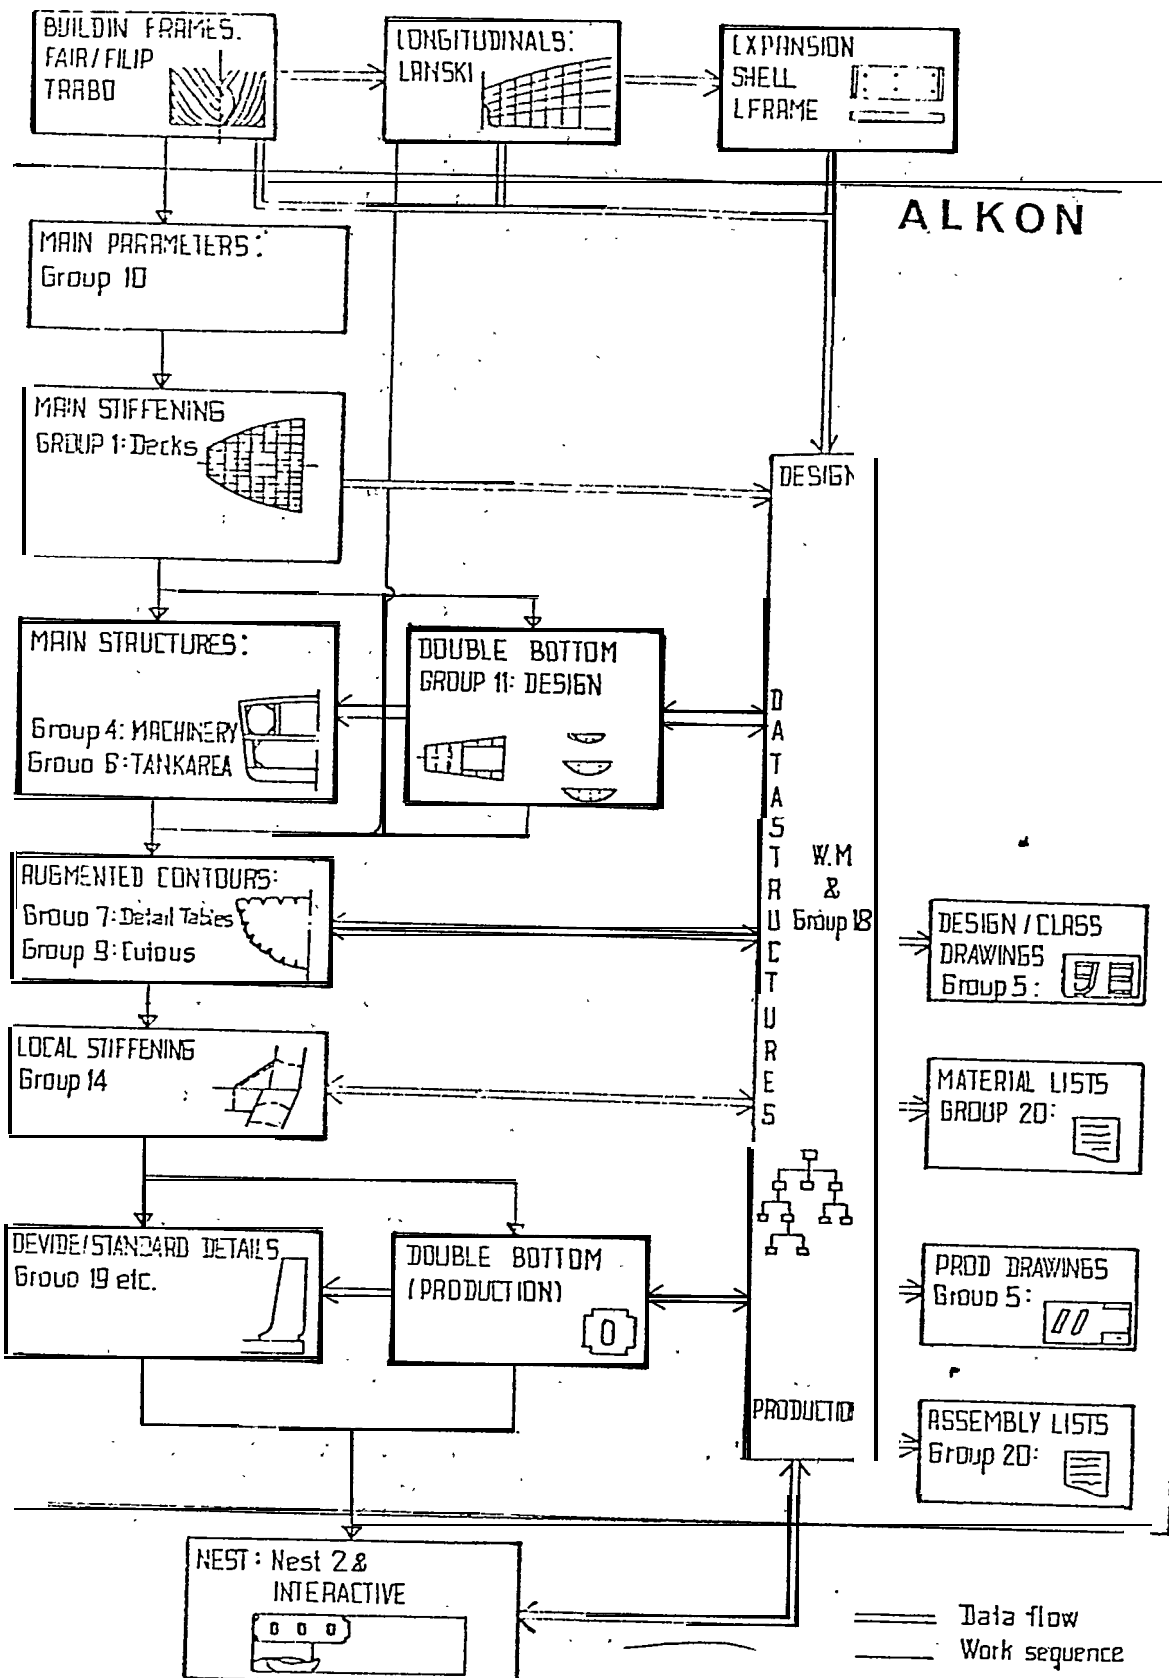 BUILDIN FRAMES.
FAIR/FILIP
TRABO
LONGITUDINALS:
LANSKI
EXPANSION
SHELL
LFRAME
ALKON
MAIN PARAMETERS:
Group 10
MAIN STIFFENING
GROUP 1: Decks
DESIGN
MAIN STRUCTURES:
Group 4: MACHINERY
Group 6: TANKAREA
DOUBLE BOTTOM
GROUP 11: DESIGN
DATASTRUCTURES
W.M
&
Group 18
AUGMENTED CONTOURS:
Group 7: Detail Tables
Group 9: Cutous
DESIGN / CLASS
DRAWINGS
Group 5:
LOCAL STIFFENING
Group 14
MATERIAL LISTS
GROUP 20:
DEVIDE/STANDARD DETAILS
Group 19 etc.
DOUBLE BOTTOM
(PRODUCTION)
PROD DRAWINGS
Group 5:
PRODUCTIO
ASSEMBLY LISTS
Group 20:
NEST: Nest 2 &
INTERACTIVE
Data flow
Work sequence